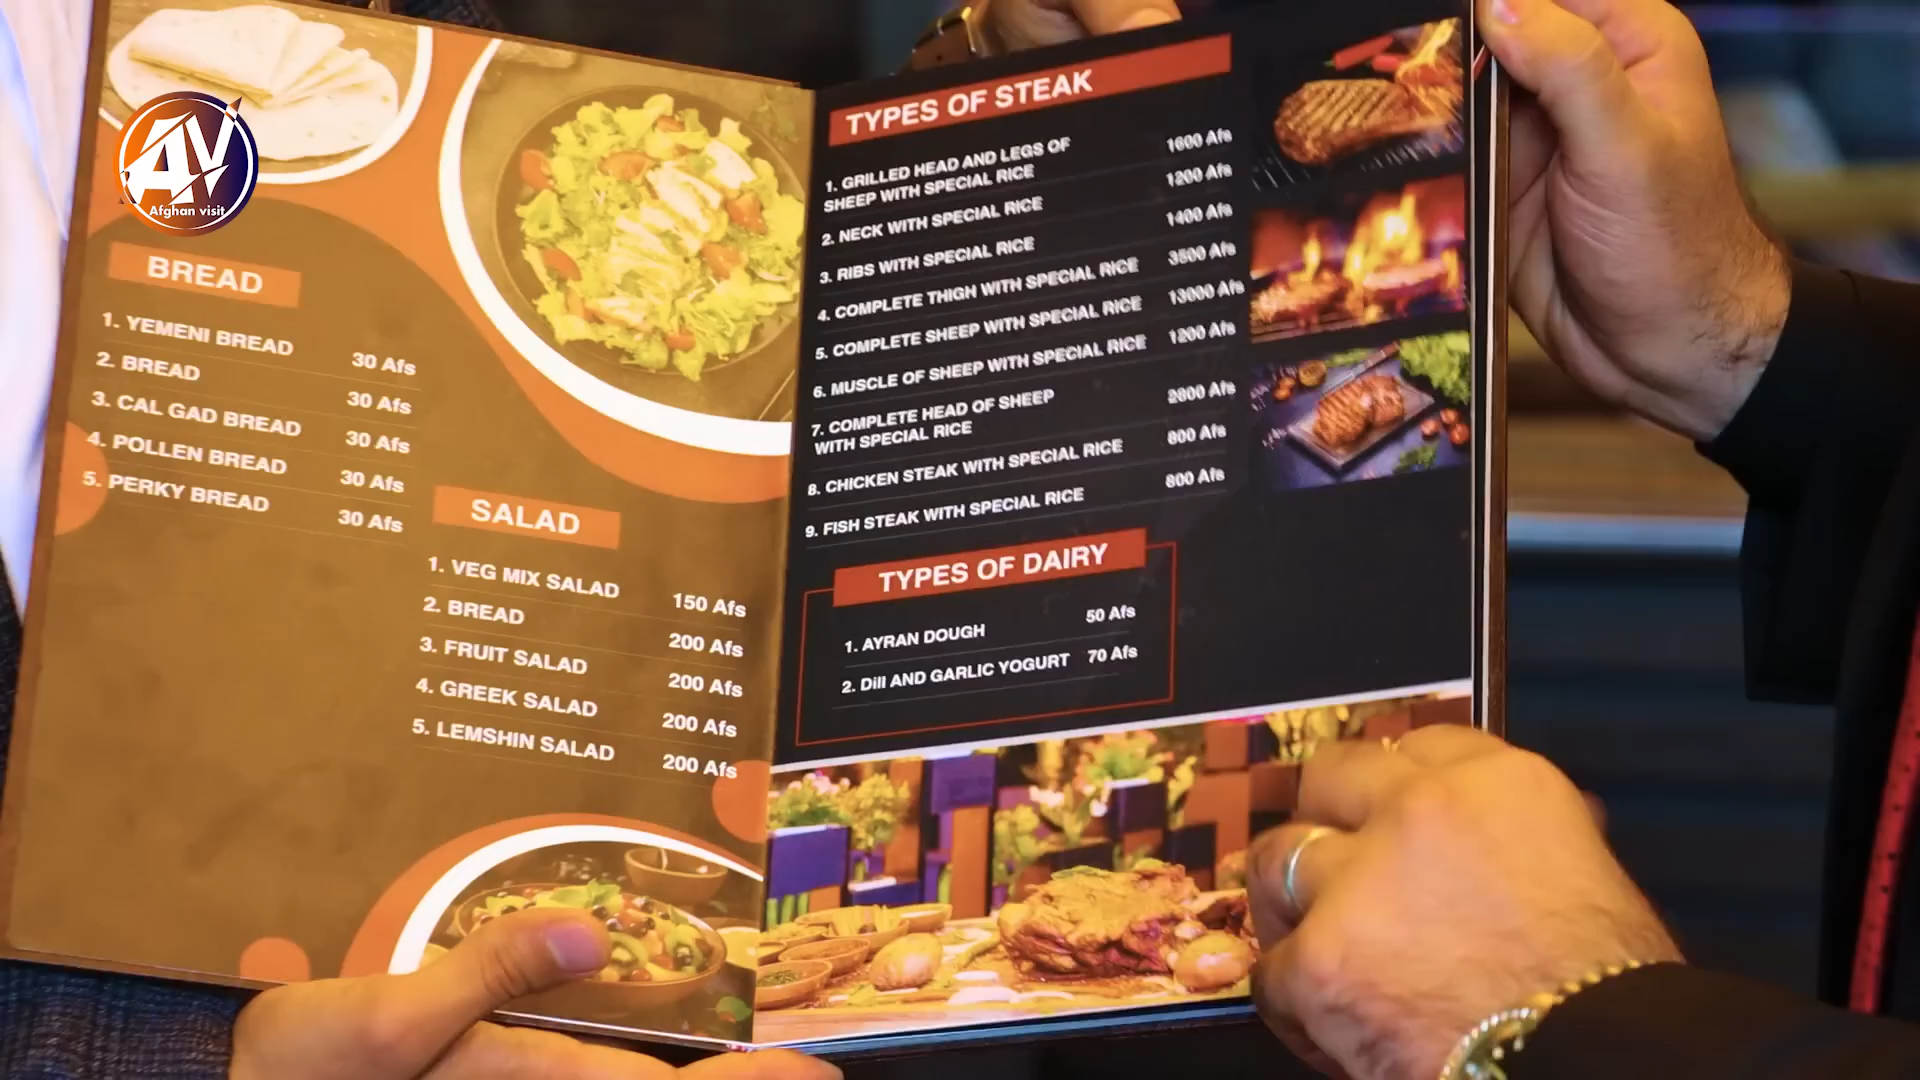 AV
Afghan visit
BREAD
1. YEMENI BREAD 30 Afs
2. BREAD 30 Afs
3. CAL GAD BREAD 30 Afs
4. POLLEN BREAD 30 Afs
5. PERKY BREAD 30 Afs
SALAD
1. VEG MIX SALAD 150 Afs
2. BREAD 200 Afs
3. FRUIT SALAD 200 Afs
4. GREEK SALAD 200 Afs
5. LEMSHIN SALAD 200 Afs
TYPES OF STEAK
1. GRILLED HEAD AND LEGS OF 1600 Afs
SHEEP WITH SPECIAL RICE
2. NECK WITH SPECIAL RICE 1200 Afs
3. RIBS WITH SPECIAL RICE 1400 Afs
4. COMPLETE THIGH WITH SPECIAL RICE 3500 Afs
5. COMPLETE SHEEP WITH SPECIAL RICE 13000 Afs
6. MUSCLE OF SHEEP WITH SPECIAL RICE 1200 Afs
7. COMPLETE HEAD OF SHEEP 2800 Afs
WITH SPECIAL RICE
8. CHICKEN STEAK WITH SPECIAL RICE 800 Afs
9. FISH STEAK WITH SPECIAL RICE 800 Afs
TYPES OF DAIRY
1. AYRAN DOUGH 50 Afs
2. Dill AND GARLIC YOGURT 70 Afs